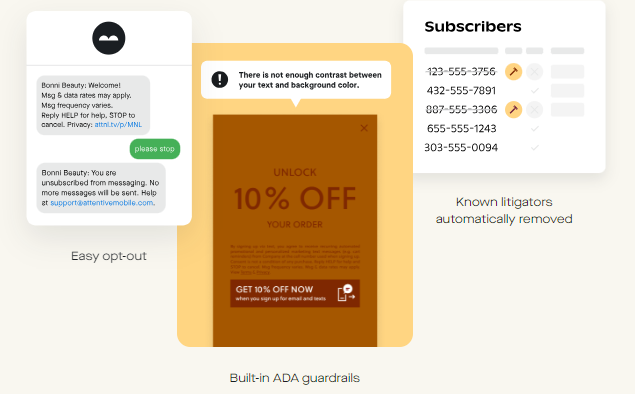 Bonni Beauty: Welcome!
Msg & data rates may apply.
Msg frequency varies.
Reply HELP for help, STOP to
cancel. Privacy: attnl.tv/p/MNL
please stop
Bonni Beauty: You are
unsubscribed from messaging. No
more messages will be sent. Help
at support@attentivemobile.com.
Easy opt-out
There is not enough contrast between
your text and background color.
UNLOCK
10% OFF
YOUR ORDER
GET 10% OFF NOW
when you sign up for email and texts
Built-in ADA guardrails
Subscribers
123-555-3756
432-555-7891
887-555-3306
655-555-1243
303-555-0094
Known litigators
automatically removed